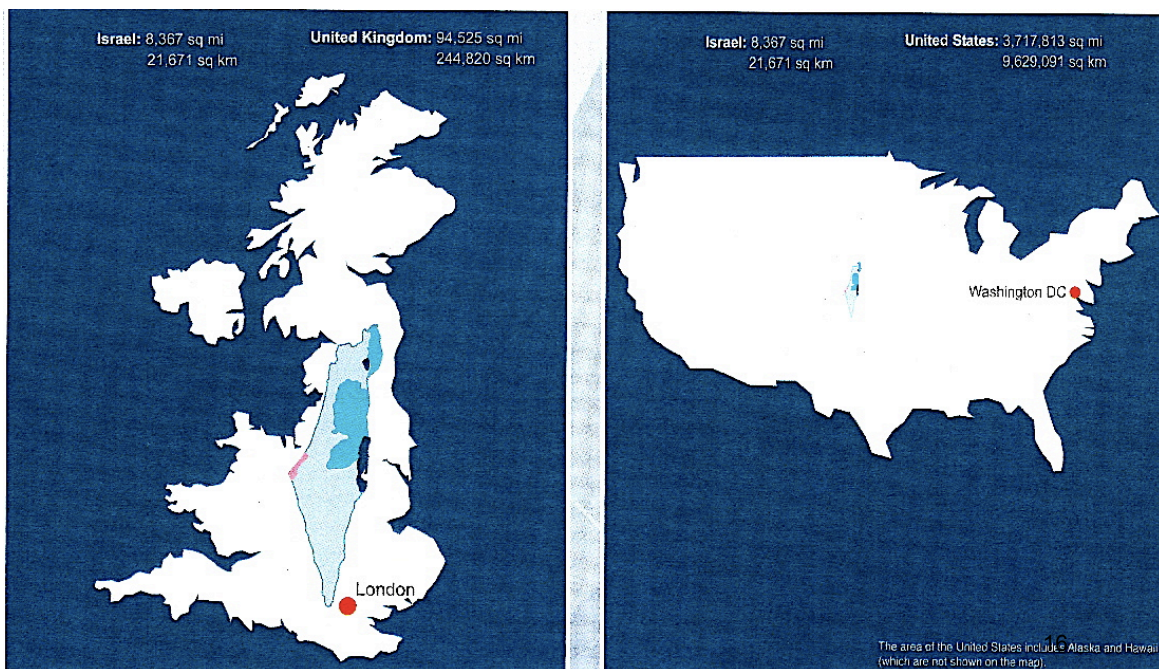 Israel: 8,367 sq mi
21,671 sq km
United Kingdom: 94,525 sq mi
244,820 sq km
London
Israel: 8,367 sq mi
21,671 sq km
United States: 3,717,813 sq mi
9,629,091 sq km
Washington DC
16
The area of the United States includes Alaska and Hawaii
(which are not shown on the map).